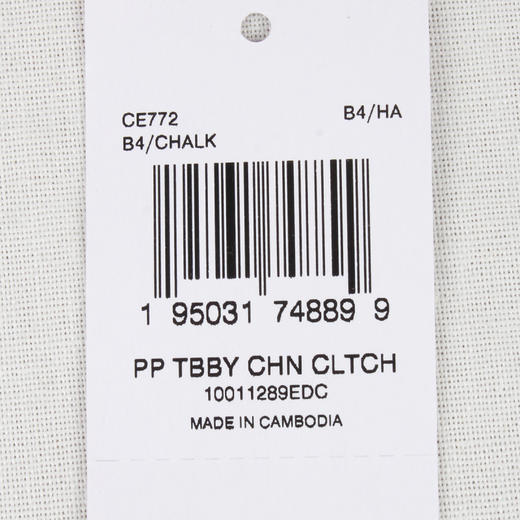 CE772 B4/HA
B4/CHALK
1 95031 74889 9
PP TBBY CHN CLTCH
10011289EDC
MADE IN CAMBODIA